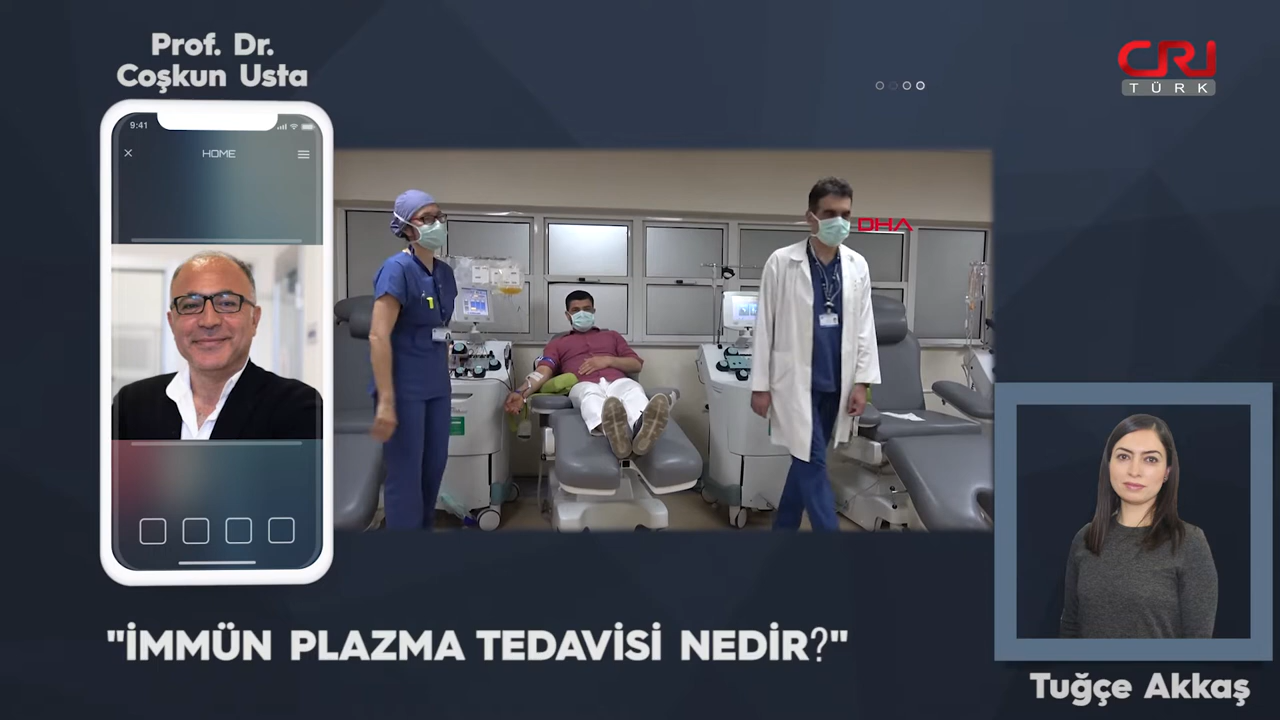 Prof. Dr.
Coşkun Usta
CRI
TÜRK
9:41
HOME
DHA
"İMMÜN PLAZMA TEDAVİSİ NEDİR?"
Tuğçe Akkaş